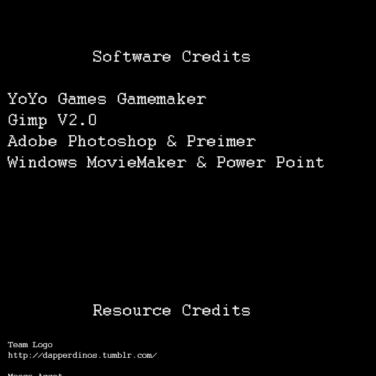 Software Credits
YoYo Games Gamemaker
Gimp V2.0
Adobe Photoshop & Preimer
Windows MovieMaker & Power Point
Resource Credits
Team Logo
http://dapperdinos.tumblr.com/